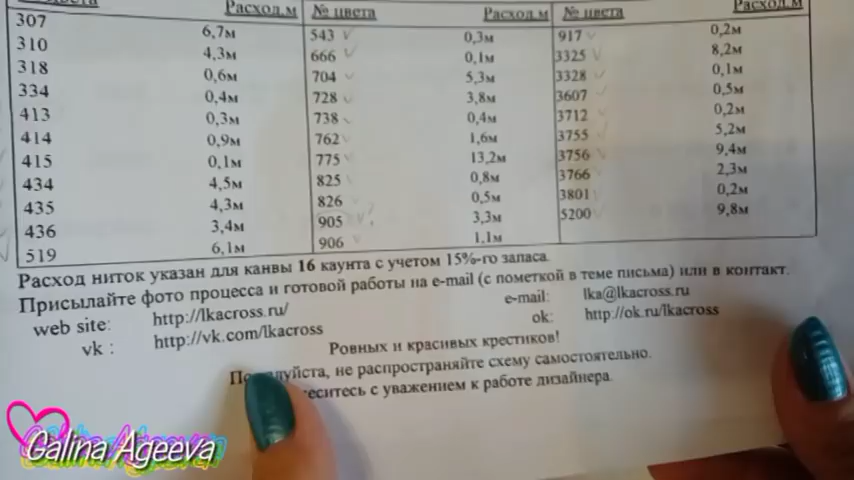 Расход,м № цвета Расход,м № цвета Расход,м
307 6,7м 543 0,3м 917 0,2м
310 4,3м 666 0,1м 3325 8,2м
318 0,6м 704 5,3м 3328 0,1м
334 0,4м 728 3,8м 3607 0,5м
413 0,3м 738 0,4м 3712 0,2м
414 0,9м 762 1,6м 3755 5,2м
415 0,1м 775 13,2м 3756 9,4м
434 4,5м 825 0,8м 3766 2,3м
435 4,3м 826 0,5м 3801 0,2м
436 3,4м 905 3,3м 5200 9,8м
519 6,1м 906 1,1м
Расход ниток указан для канвы 16 каунта с учетом 15%-го запаса.
Присылайте фото процесса и готовой работы на e-mail (с пометкой в теме письма) или в контакт.
web site: http://lkacross.ru/ e-mail: lka@lkacross.ru
vk : http://vk.com/lkacross ok: http://ok.ru/lkacross
Ровных и красивых крестиков!
не распространяйте схему самостоятельно.
с уважением к работе дизайнера.
Galina Ageeva